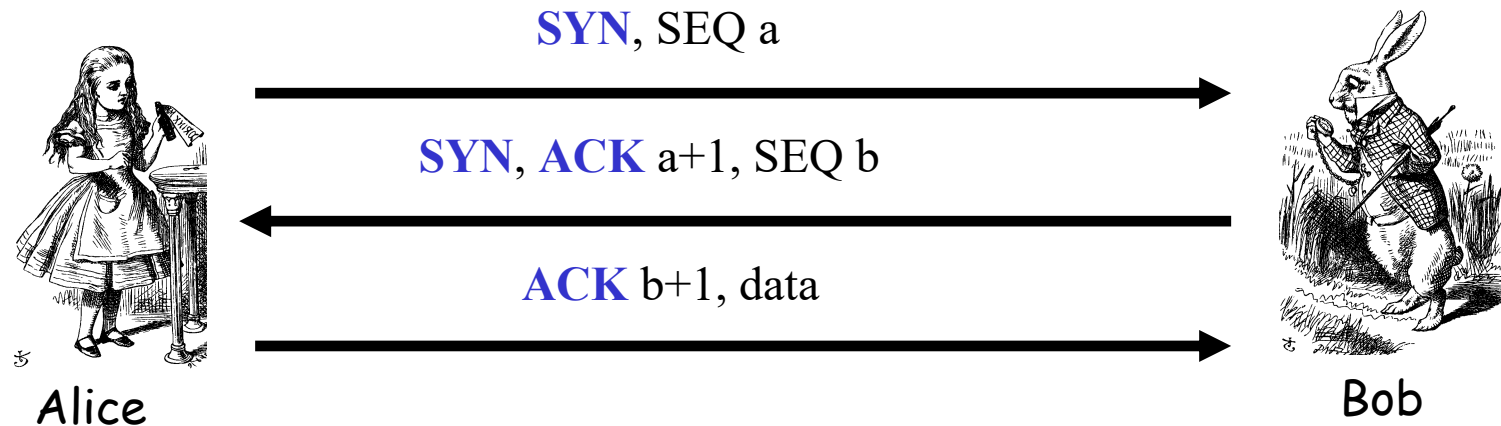 SYN, SEQ a
SYN, ACK a+1, SEQ b
ACK b+1, data
Alice
Bob